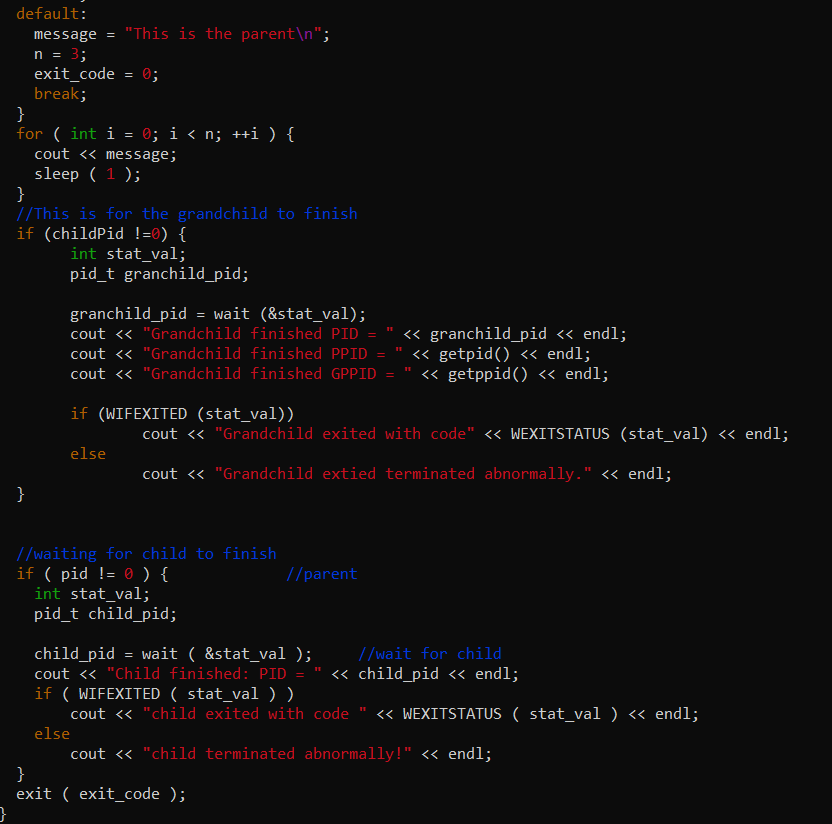 default:
  message = "This is the parent\n";
  n = 3;
  exit_code = 0;
  break;
}
for ( int i = 0; i < n; ++i ) {
  cout << message;
  sleep ( 1 );
}
//This is for the grandchild to finish
if (childPid !=0) {
      int stat_val;
      pid_t granchild_pid;

      granchild_pid = wait (&stat_val);
      cout << "Grandchild finished PID = " << granchild_pid << endl;
      cout << "Grandchild finished PPID = " << getpid() << endl;
      cout << "Grandchild finished GPPID = " << getppid() << endl;

      if (WIFEXITED (stat_val))
              cout << "Grandchild exited with code" << WEXITSTATUS (stat_val) << endl;
      else
              cout << "Grandchild extied terminated abnormally." << endl;
}

//waiting for child to finish
if ( pid != 0 ) {             //parent
  int stat_val;
  pid_t child_pid;

  child_pid = wait ( &stat_val );     //wait for child
  cout << "Child finished: PID = " << child_pid << endl;
  if ( WIFEXITED ( stat_val ) )
      cout << "child exited with code " << WEXITSTATUS ( stat_val ) << endl;
  else
      cout << "child terminated abnormally!" << endl;
}
exit ( exit_code );
}